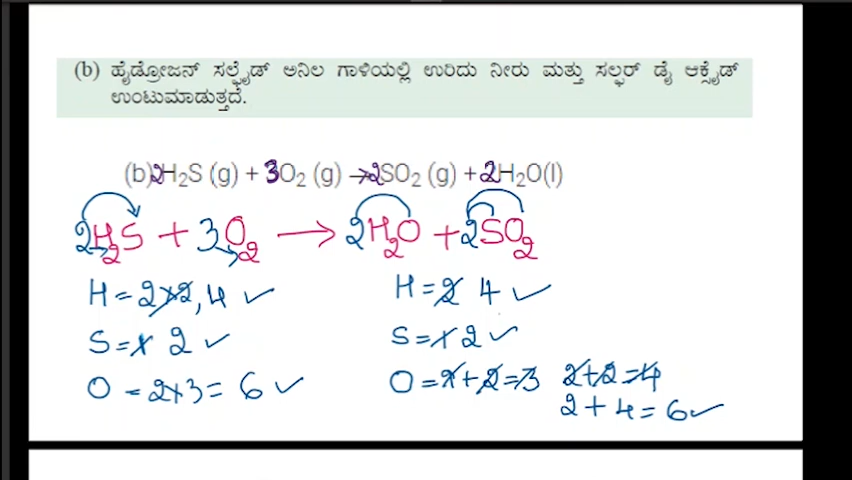 (b) ಹೈಡ್ರೋಜನ್ ಸಲ್ಫೈಡ್ ಅನಿಲ ಗಾಳಿಯಲ್ಲಿ ಉರಿದು ನೀರು ಮತ್ತು ಸಲ್ಫರ್ ಡೈ ಆಕ್ಸೈಡ್
ಉಂಟುಮಾಡುತ್ತದೆ.
(b) 2H₂S (g) + 3O₂ (g) → 2SO₂ (g) + 2H₂O(l)
2H₂S + 3O₂ → 2H₂O + 2SO₂
H = 2×2, 4 ✓ H = 2 4 ✓
S = 1 2 ✓ S = 1 2 ✓
O = 2×3 = 6 ✓ O = 1+2=3 2+2=4
2 + 4 = 6 ✓